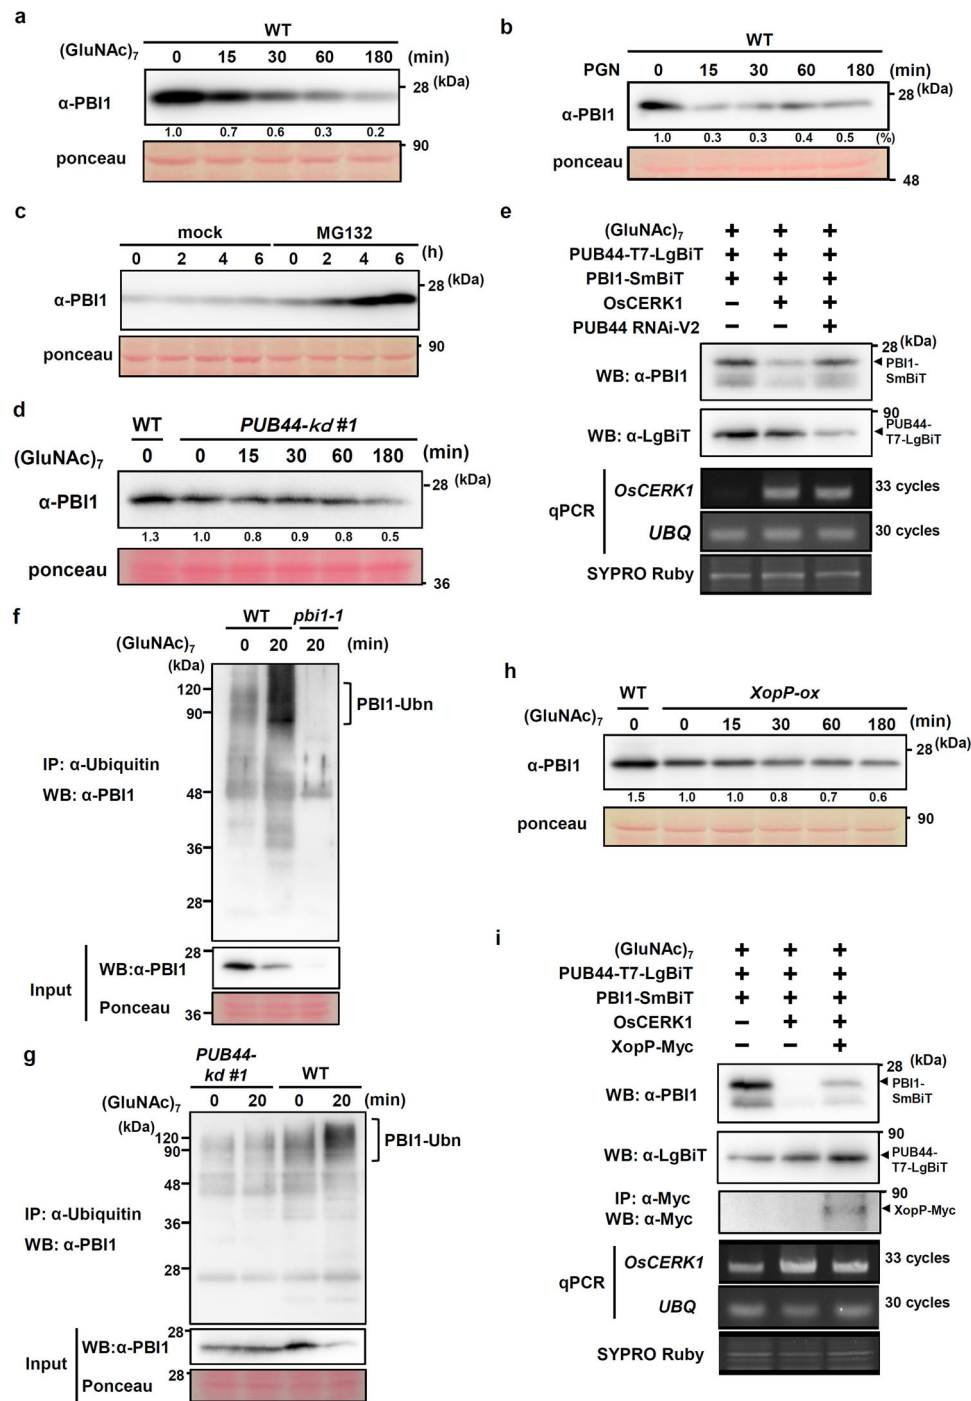 a
WT
(GluNAc)7 0 15 30 60 180 (min)
28 (kDa)
α-PBI1
1.0 0.7 0.6 0.3 0.2
90
ponceau
b
WT
PGN 0 15 30 60 180 (min)
28 (kDa)
α-PBI1
1.0 0.3 0.3 0.4 0.5 (%)
ponceau
48
c
mock MG132
0 2 4 6 0 2 4 6 (h)
(kDa)
28
α-PBI1
90
ponceau
d
WT PUB44-kd #1
(GluNAc)7 0 0 15 30 60 180 (min)
28 (kDa)
α-PBI1
1.3 1.0 0.8 0.9 0.8 0.5
ponceau
36
e
(GluNAc)7 + + +
PUB44-T7-LgBiT + + +
PBI1-SmBiT + + +
OsCERK1 − + +
PUB44 RNAi-V2 − − +
28 (kDa)
WB: α-PBI1
PBI1-
SmBiT
90
WB: α-LgBiT
PUB44-
T7-LgBiT
qPCR
OsCERK1 33 cycles
UBQ 30 cycles
SYPRO Ruby
f
WT pbi1-1
(GluNAc)7 0 20 20 (min)
(kDa)
120
90
PBI1-Ubn
IP: α-Ubiquitin
WB: α-PBI1
48
36
28
28
Input
WB:α-PBI1
Ponceau
36
g
PUB44-
kd #1
WT
(GluNAc)7 0 20 0 20 (min)
(kDa)
120
90
PBI1-Ubn
48
IP: α-Ubiquitin
36
WB: α-PBI1
28
28
Input
WB:α-PBI1
28
Ponceau
h
WT XopP-ox
(GluNAc)7 0 0 15 30 60 180 (min)
28 (kDa)
α-PBI1
1.5 1.0 1.0 0.8 0.7 0.6
90
ponceau
i
(GluNAc)7 + + +
PUB44-T7-LgBiT + + +
PBI1-SmBiT + + +
OsCERK1 − + +
XopP-Myc − − +
28 (kDa)
WB: α-PBI1
PBI1-
SmBiT
90
WB: α-LgBiT
PUB44-
T7-LgBiT
IP: α-Myc
WB: α-Myc
90
XopP-Myc
qPCR
OsCERK1 33 cycles
UBQ 30 cycles
SYPRO Ruby